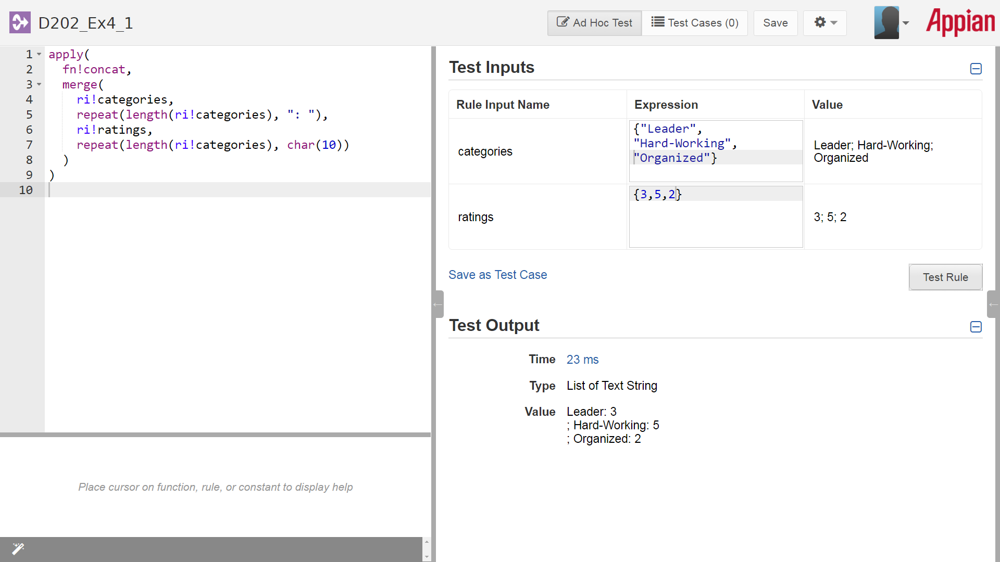 D202_Ex4_1
Ad Hoc Test
Test Cases (0)
Save
Appian
1 apply(
2 fn!concat,
3 merge(
4 ri!categories,
5 repeat(length(ri!categories), ": "),
6 ri!ratings,
7 repeat(length(ri!categories), char(10))
8 )
9 )
10
Place cursor on function, rule, or constant to display help
Test Inputs
Rule Input Name Expression Value
categories
{"Leader",
"Hard-Working",
"Organized"}
Leader; Hard-Working;
Organized
ratings
{3,5,2}
3; 5; 2
Save as Test Case
Test Rule
Test Output
Time 23 ms
Type List of Text String
Value Leader: 3
; Hard-Working: 5
; Organized: 2